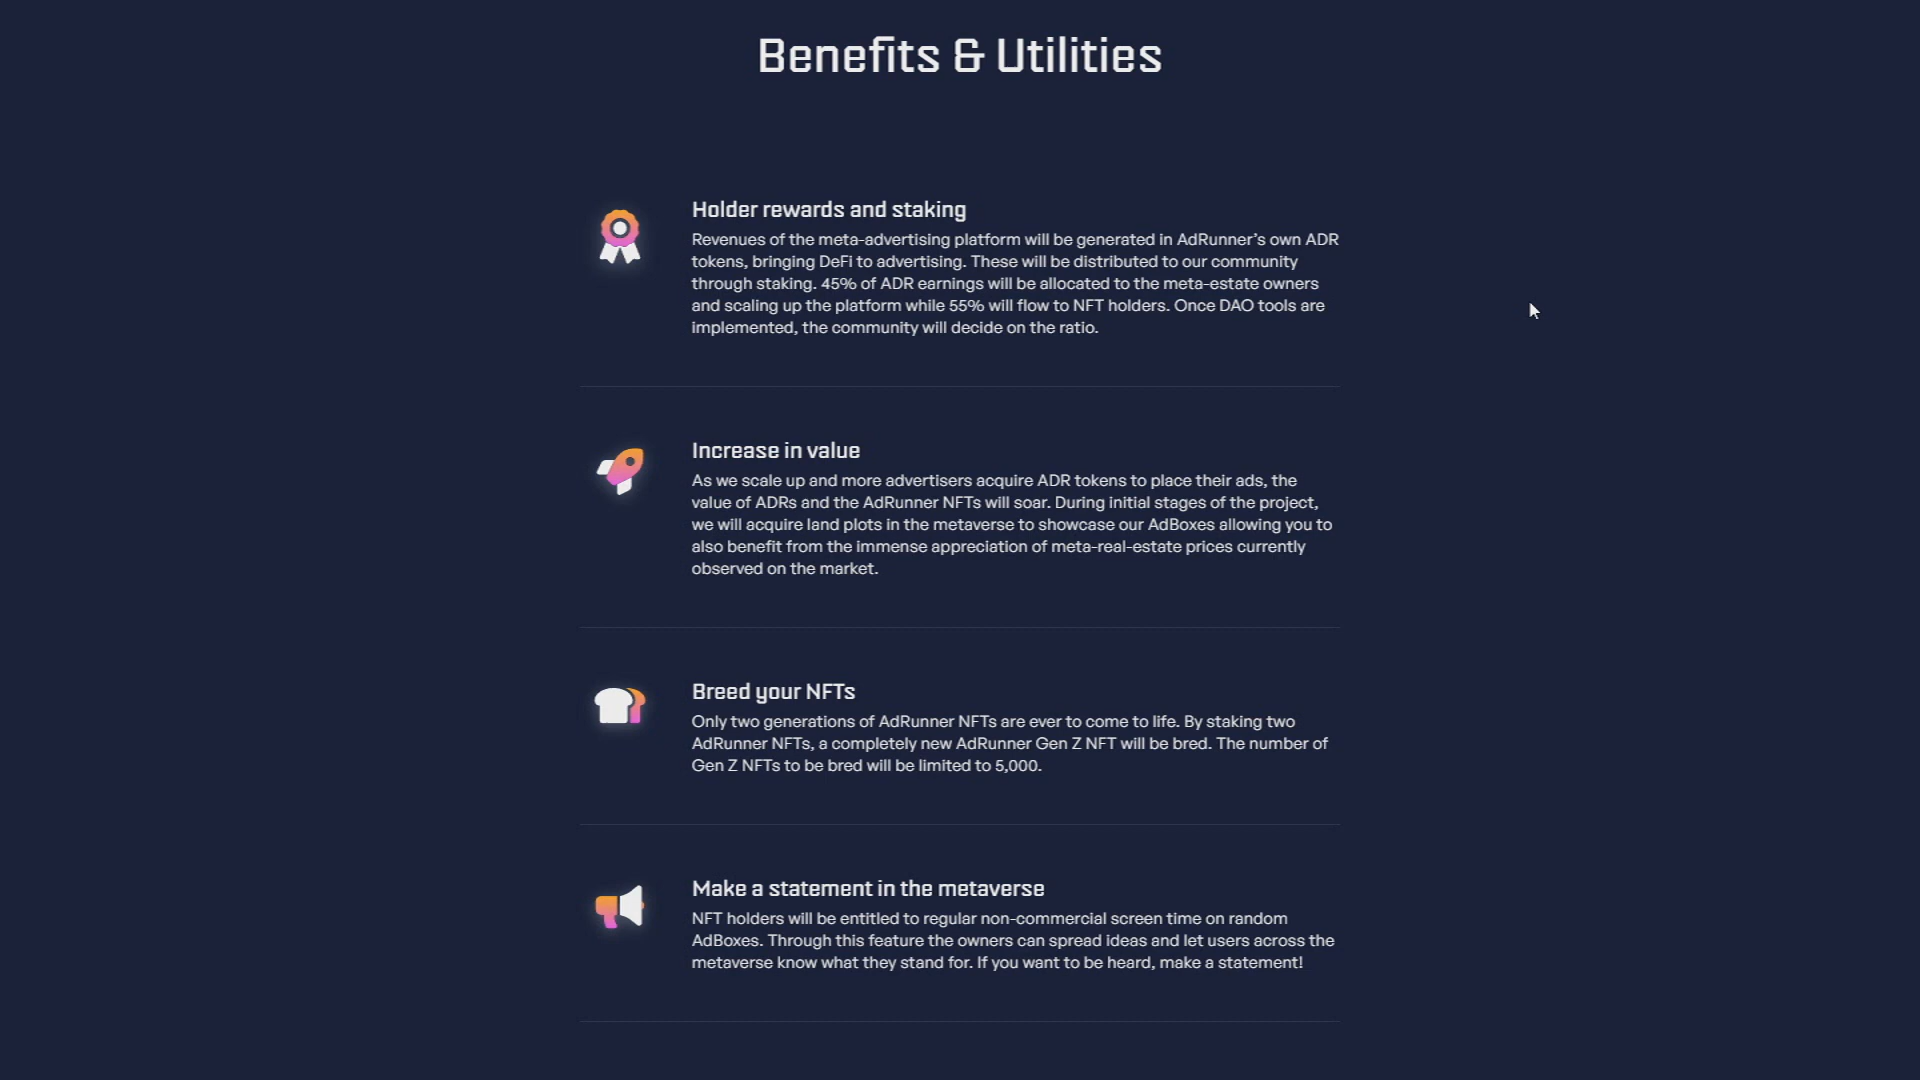 Benefits & Utilities
Holder rewards and staking
Revenues of the meta-advertising platform will be generated in AdRunner’s own ADR
tokens, bringing DeFi to advertising. These will be distributed to our community
through staking. 45% of ADR earnings will be allocated to the meta-estate owners
and scaling up the platform while 55% will flow to NFT holders. Once DAO tools are
implemented, the community will decide on the ratio.
Increase in value
As we scale up and more advertisers acquire ADR tokens to place their ads, the
value of ADRs and the AdRunner NFTs will soar. During initial stages of the project,
we will acquire land plots in the metaverse to showcase our AdBoxes allowing you to
also benefit from the immense appreciation of meta-real-estate prices currently
observed on the market.
Breed your NFTs
Only two generations of AdRunner NFTs are ever to come to life. By staking two
AdRunner NFTs, a completely new AdRunner Gen Z NFT will be bred. The number of
Gen Z NFTs to be bred will be limited to 5,000.
Make a statement in the metaverse
NFT holders will be entitled to regular non-commercial screen time on random
AdBoxes. Through this feature the owners can spread ideas and let users across the
metaverse know what they stand for. If you want to be heard, make a statement!